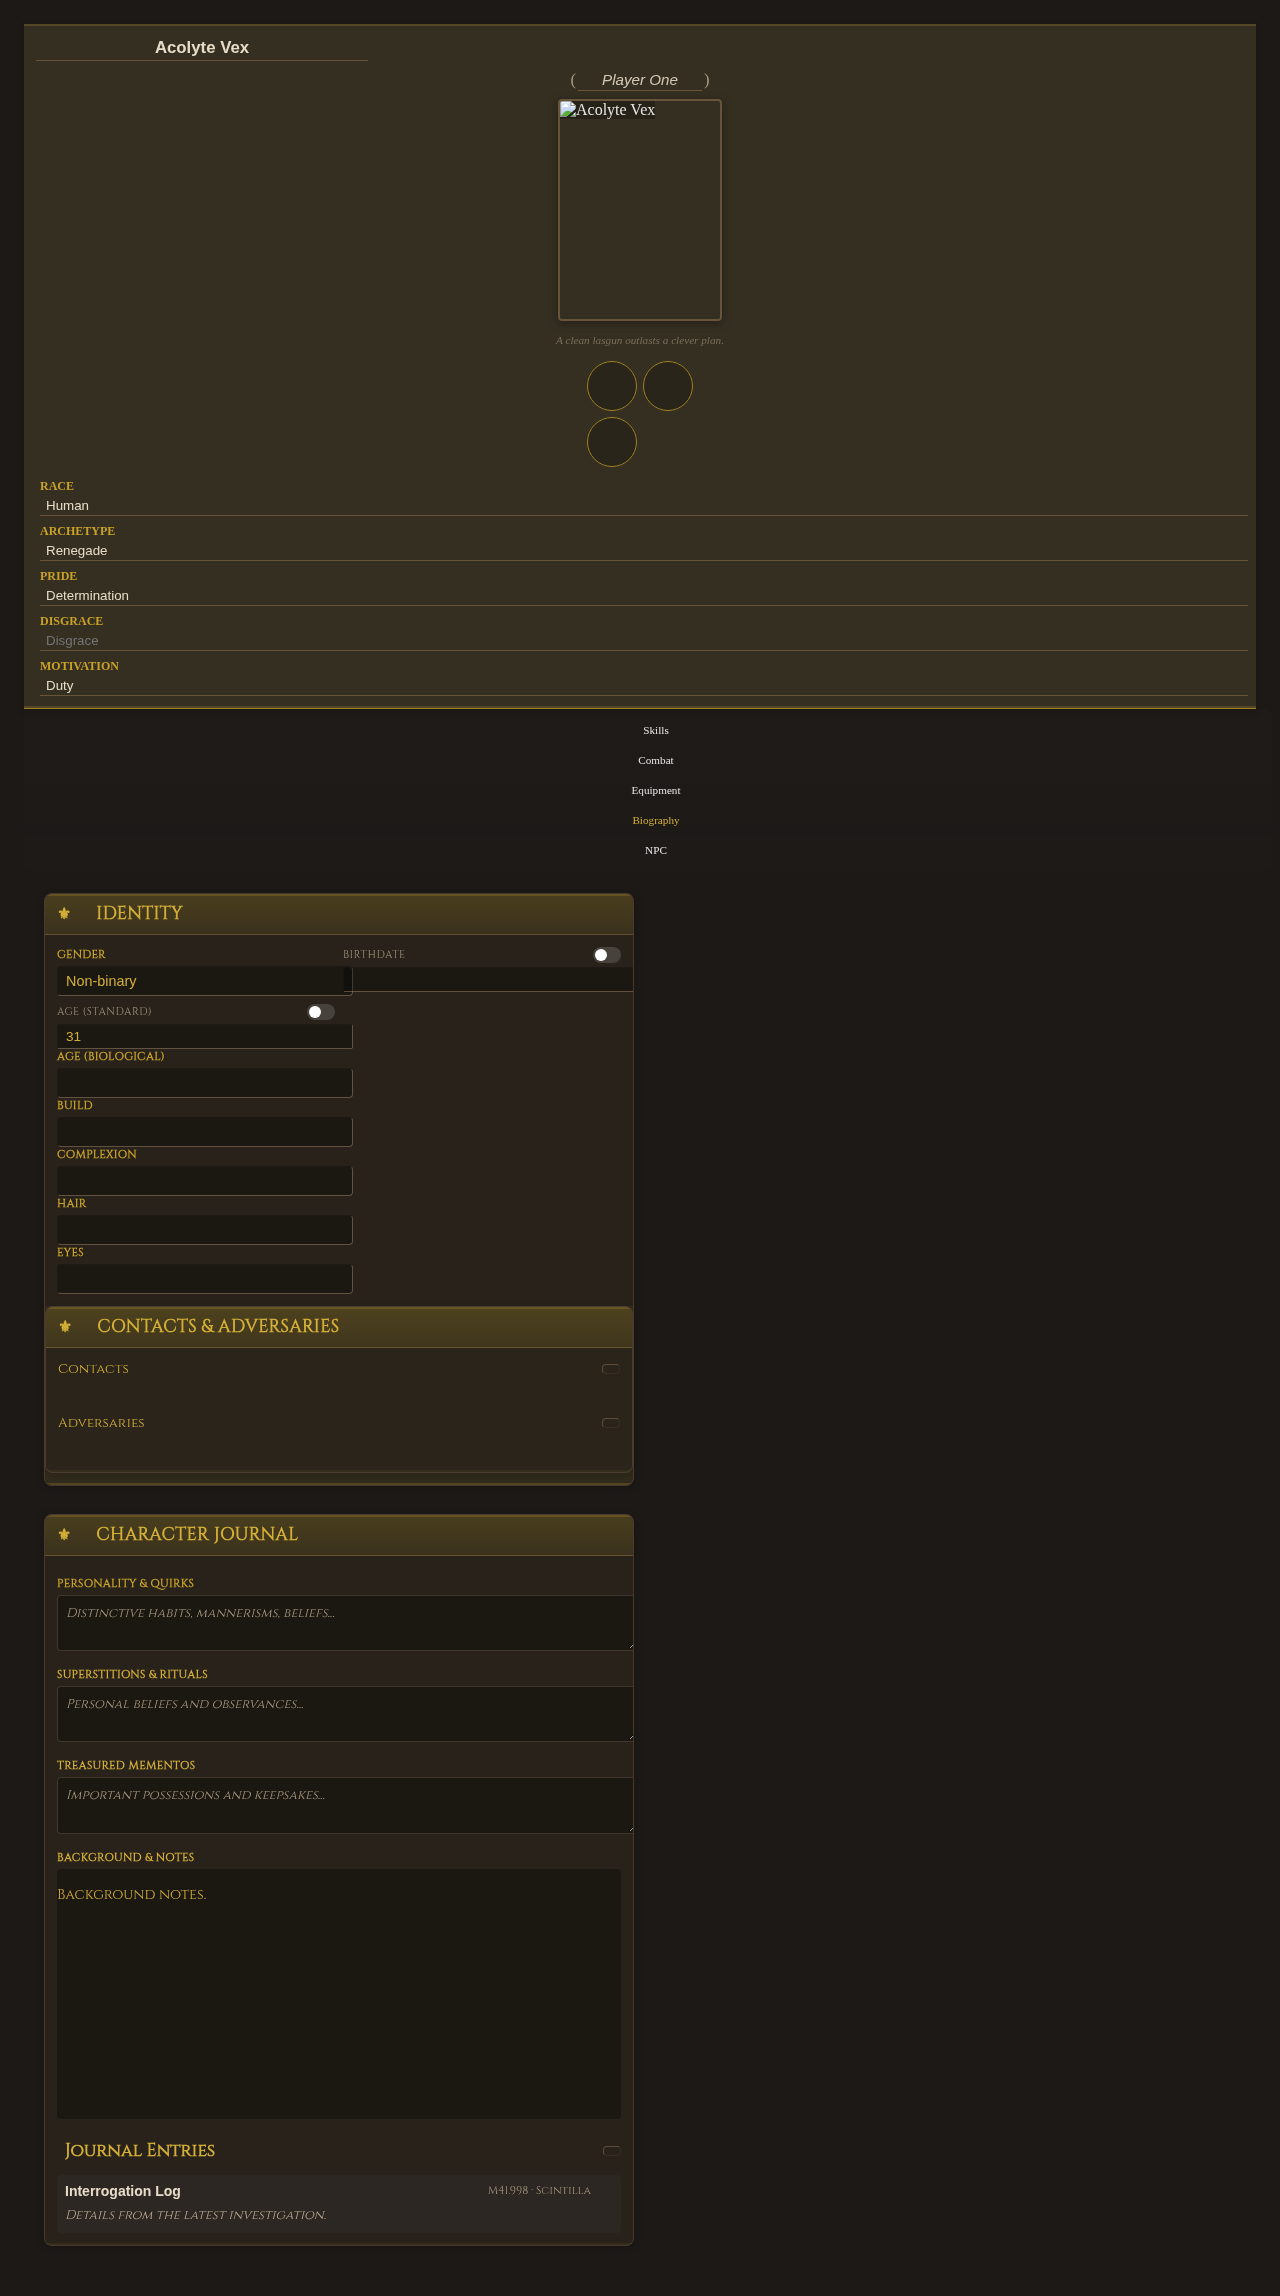 Acolyte Vex
( Player One )
Acolyte Vex
A clean lasgun outlasts a clever plan.
RACE
Human
ARCHETYPE
Renegade
PRIDE
Determination
DISGRACE
Disgrace
MOTIVATION
Duty
Skills
Combat
Equipment
Biography
NPC
IDENTITY
GENDER
Non-binary
BIRTHDATE
AGE (STANDARD)
31
AGE (BIOLOGICAL)
BUILD
COMPLEXION
HAIR
EYES
CONTACTS & ADVERSARIES
Contacts
Adversaries
CHARACTER JOURNAL
PERSONALITY & QUIRKS
Distinctive habits, mannerisms, beliefs...
SUPERSTITIONS & RITUALS
Personal beliefs and observances...
TREASURED MEMENTOS
Important possessions and keepsakes...
BACKGROUND & NOTES
Background notes.
Journal Entries
Interrogation Log
M41.998 · Scintilla
Details from the latest investigation.